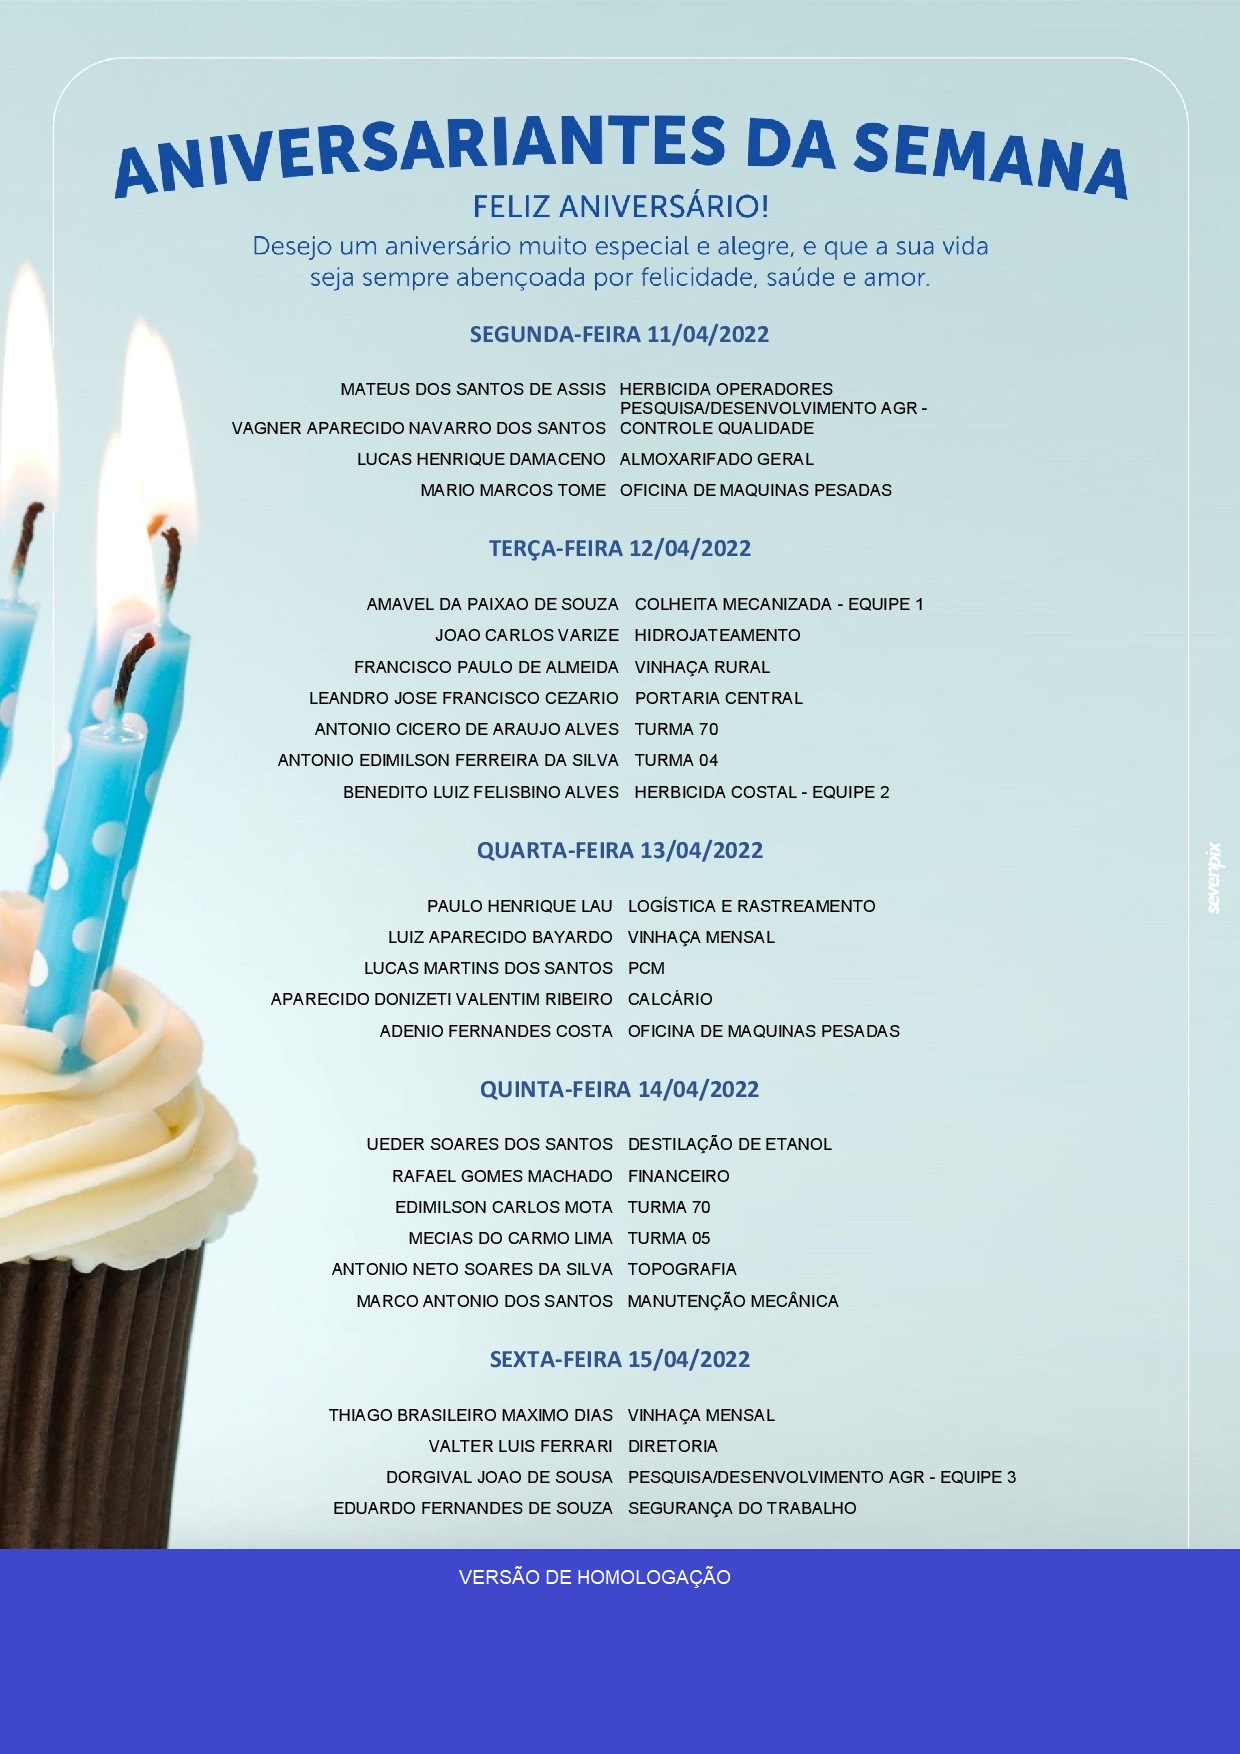 ANIVERSARIANTES DA SEMANA
FELIZ ANIVERSÁRIO!
Desejo um aniversário muito especial e alegre, e que a sua vida
seja sempre abençoada por felicidade, saúde e amor.
SEGUNDA-FEIRA 11/04/2022
MATEUS DOS SANTOS DE ASSIS HERBICIDA OPERADORES
PESQUISA/DESENVOLVIMENTO AGR -
VAGNER APARECIDO NAVARRO DOS SANTOS CONTROLE QUALIDADE
LUCAS HENRIQUE DAMACENO ALMOXARIFADO GERAL
MARIO MARCOS TOME OFICINA DE MAQUINAS PESADAS
TERÇA-FEIRA 12/04/2022
AMAVEL DA PAIXAO DE SOUZA COLHEITA MECANIZADA - EQUIPE 1
JOAO CARLOS VARIZE HIDROJATEAMENTO
FRANCISCO PAULO DE ALMEIDA VINHAÇA RURAL
LEANDRO JOSE FRANCISCO CEZARIO PORTARIA CENTRAL
ANTONIO CICERO DE ARAUJO ALVES TURMA 70
ANTONIO EDIMILSON FERREIRA DA SILVA TURMA 04
BENEDITO LUIZ FELISBINO ALVES HERBICIDA COSTAL - EQUIPE 2
QUARTA-FEIRA 13/04/2022
PAULO HENRIQUE LAU LOGÍSTICA E RASTREAMENTO
LUIZ APARECIDO BAYARDO VINHAÇA MENSAL
LUCAS MARTINS DOS SANTOS PCM
APARECIDO DONIZETI VALENTIM RIBEIRO CALCÁRIO
ADENIO FERNANDES COSTA OFICINA DE MAQUINAS PESADAS
QUINTA-FEIRA 14/04/2022
UEDER SOARES DOS SANTOS DESTILAÇÃO DE ETANOL
RAFAEL GOMES MACHADO FINANCEIRO
EDIMILSON CARLOS MOTA TURMA 70
MECIAS DO CARMO LIMA TURMA 05
ANTONIO NETO SOARES DA SILVA TOPOGRAFIA
MARCO ANTONIO DOS SANTOS MANUTENÇÃO MECÂNICA
SEXTA-FEIRA 15/04/2022
THIAGO BRASILEIRO MAXIMO DIAS VINHAÇA MENSAL
VALTER LUIS FERRARI DIRETORIA
DORGIVAL JOAO DE SOUSA PESQUISA/DESENVOLVIMENTO AGR - EQUIPE 3
EDUARDO FERNANDES DE SOUZA SEGURANÇA DO TRABALHO
VERSÃO DE HOMOLOGAÇÃO
sevenpix